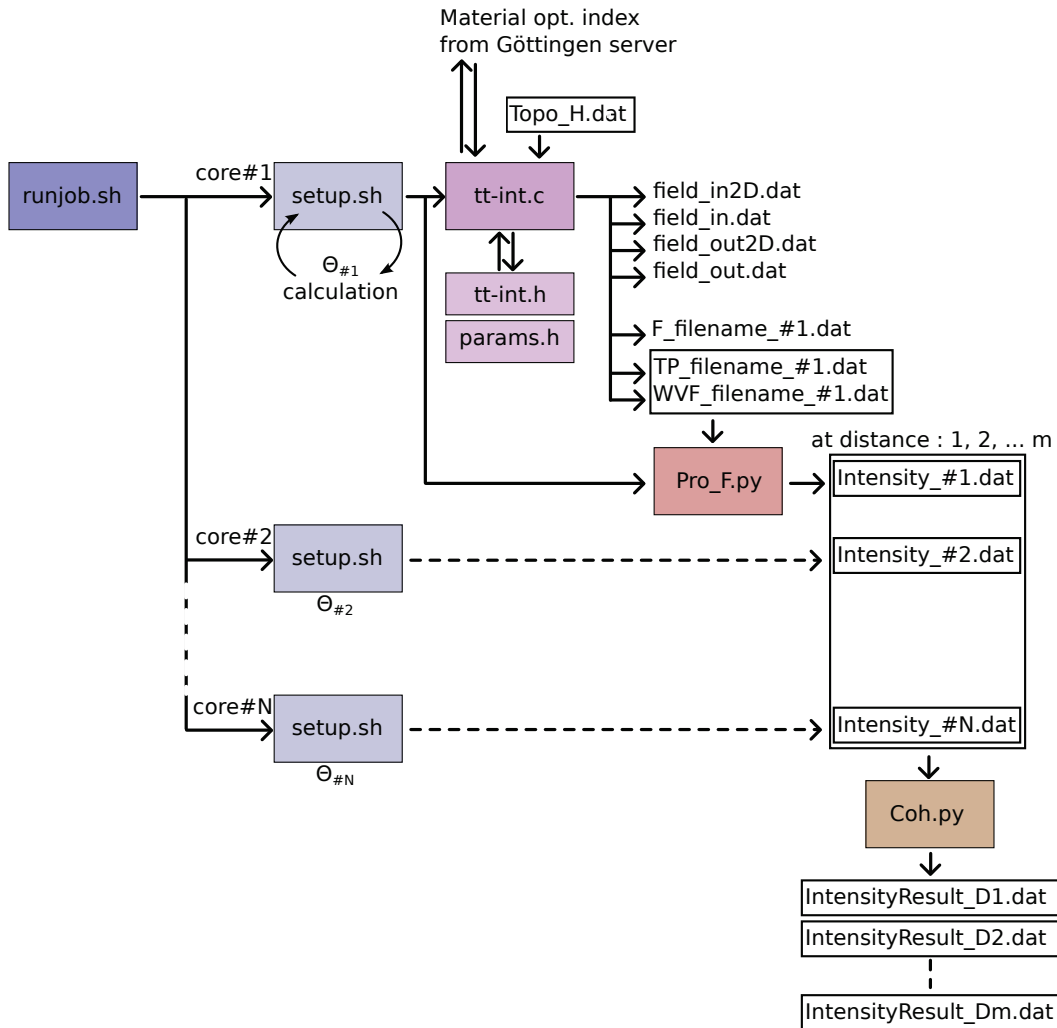 Material opt. index
from Göttingen server
Topo_H.dat
runjob.sh
core#1
setup.sh
tt-int.c
field_in2D.dat
field_in.dat
field_out2D.dat
field_out.dat
Θ#1
calculation
tt-int.h
params.h
F_filename_#1.dat
TP_filename_#1.dat
WVF_filename_#1.dat
at distance : 1, 2, ... m
Pro_F.py
Intensity_#1.dat
core#2
setup.sh
Intensity_#2.dat
Θ#2
core#N
setup.sh
Intensity_#N.dat
Θ#N
Coh.py
IntensityResult_D1.dat
IntensityResult_D2.dat
IntensityResult_Dm.dat